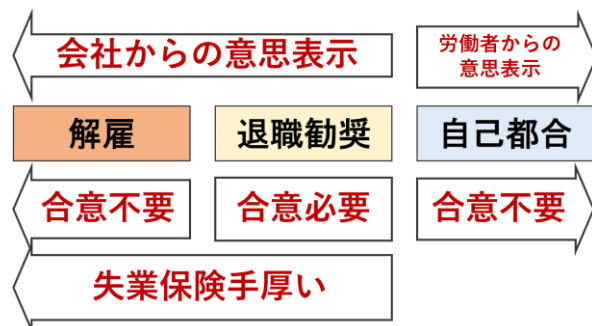 会社からの意思表示
労働者からの
意思表示
解雇
退職勧奨
自己都合
合意不要
合意必要
合意不要
失業保険手厚い